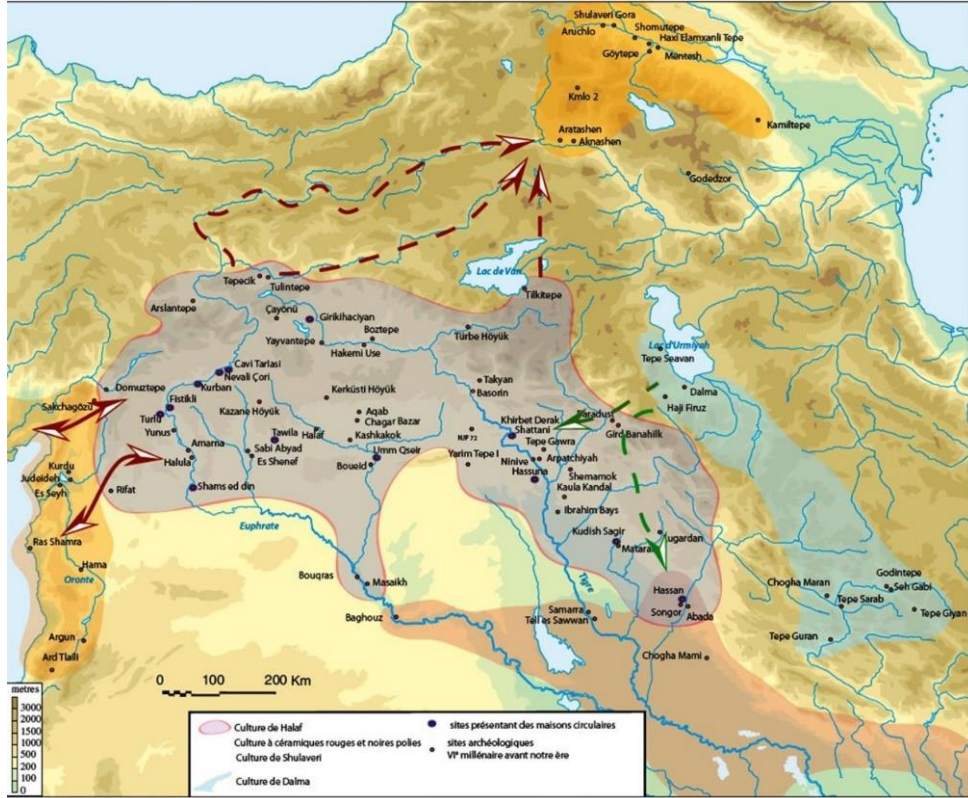 Shulaveri Gora
Aruchlo
Shomutepe
Haxi Elamxanli Tepe
Göytepe
Mentesh
Kmlo 2
Kamiltepe
Aratashen
Aknashen
Godedzor
Lac de Van
Tepecik
Tulintepe
Tilkitepe
Arslantepe
Çayönü
Girikihaciyan
Boztepe
Turbe Höyük
Yayvantepe
Hakemi Use
Lac d'Urmiyah
Tepe Seavan
Cavi Tarlasi
Nevali Çori
Domuztepe
Kurban
Takyan
Basorin
Dalma
Haji Firuz
Sakchagözü
Fistikli
Kerküsti Höyük
Turlu
Kazane Höyük
Aqab
Chagar Bazar
Khirbet Derak
Yunus
Tawila
Halaf
Kashkakok
NJP 72
Shattani
Gird Banahilk
Amarna
Sabi Abyad
Tepe Gawra
Umm Qseir
Halula
Es Shenef
Boueid
Yarim Tepe I
Ninive
Arpatchiyah
Kurdu
Judeideh
Hassuna
Shemamok
Es Seyh
Rifat
Shams ed din
Kaula Kandal
Ibrahim Bays
Euphrate
Kudish Sagir
Ras Shamra
Hama
Oronte
Bouqras
Masaikh
Tigre
Hassan
Songor
Abada
Chogha Maran
Godintepe
Seh Gabi
Tepe Sarab
Tepe Giyan
Baghouz
Samarra
Tell es Sawwan
Tepe Guran
Argun
Ard Tlaili
Chogha Mami
0 100 200 Km
metres
3000
2000
1500
1000
500
200
100
0
Culture de Halaf
Culture à céramiques rouges et noires polies
Culture de Shulaveri
Culture de Dalma
sites présentant des maisons circulaires
sites archéologiques
VIe millénaire avant notre ère